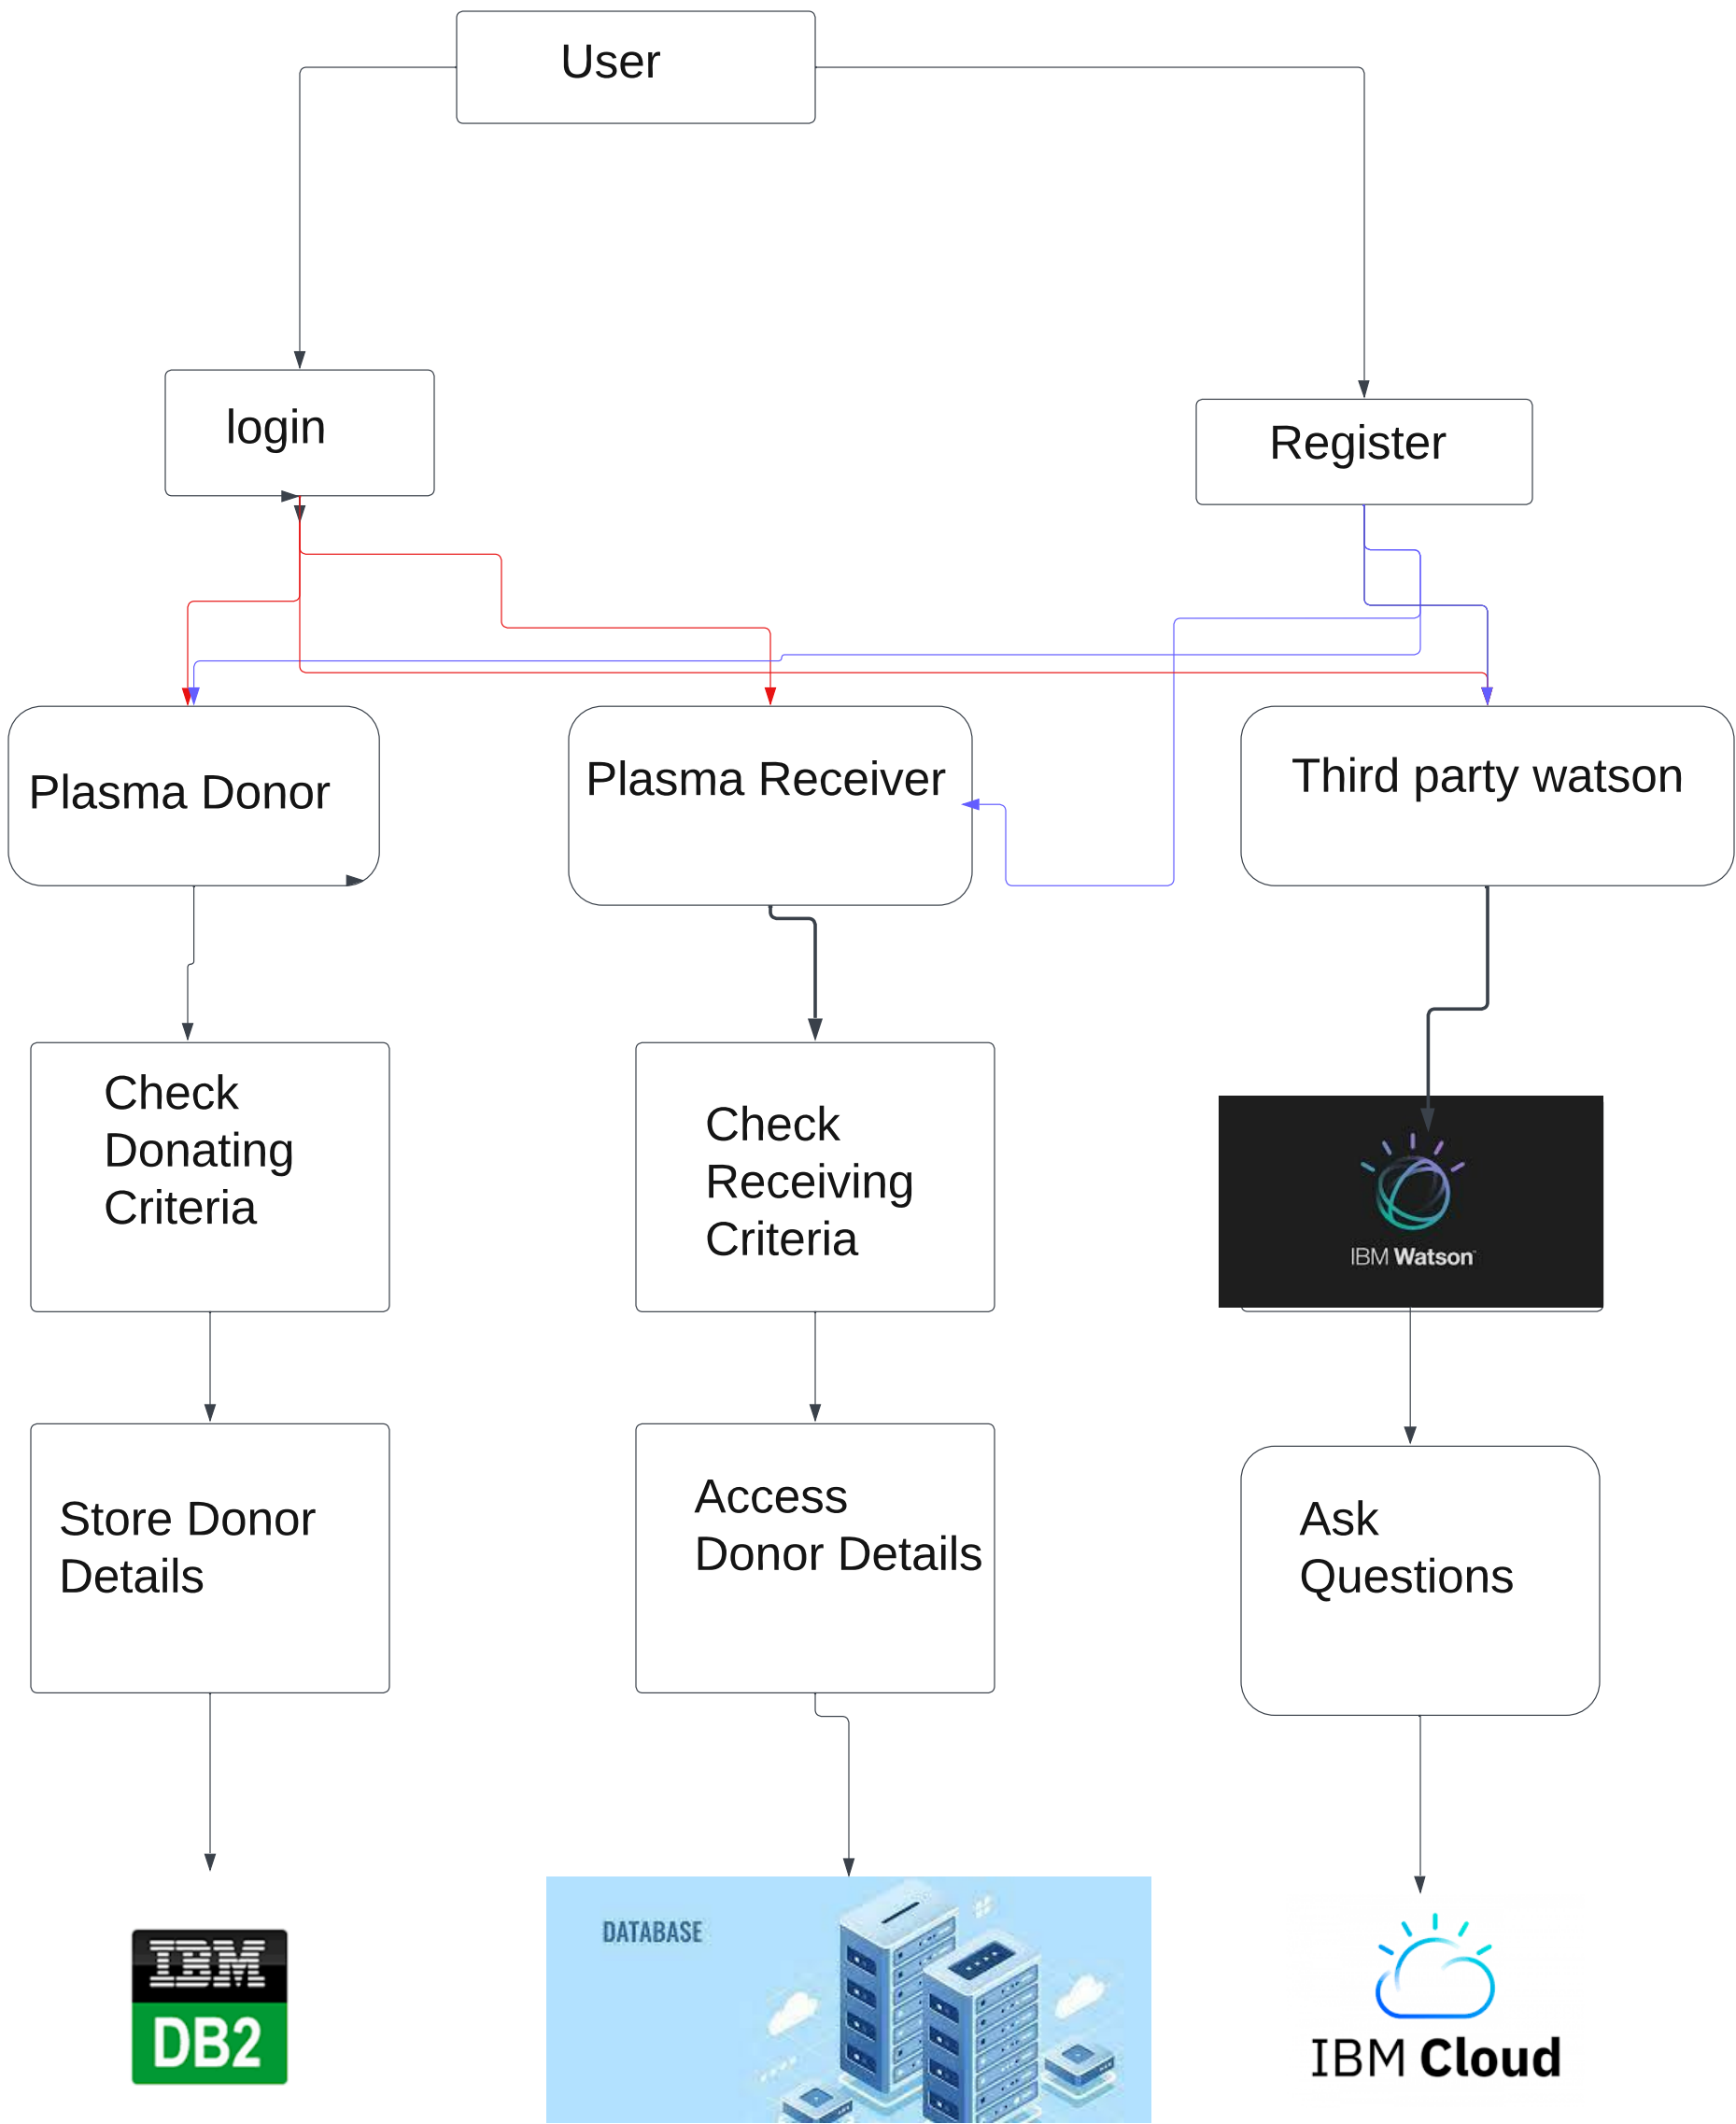 User
login
Register
Plasma Donor
Plasma Receiver
Third party watson
Check
Donating
Criteria
Check
Receiving
Criteria
IBM Watson
Store Donor
Details
Access
Donor Details
Ask
Questions
IBM
DB2
DATABASE
IBM Cloud